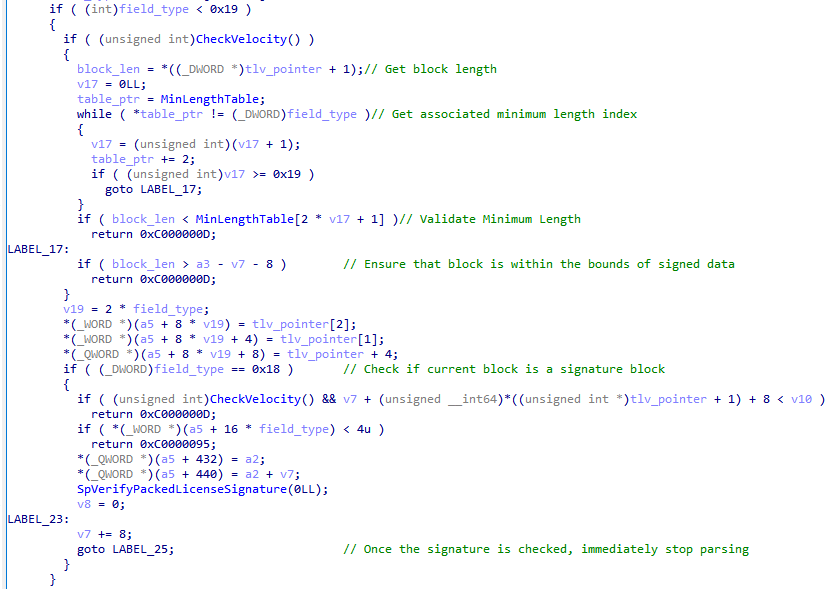 if ( (int)field_type < 0x19 )
{
if ( (unsigned int)CheckVelocity() )
{
block_len = *((_DWORD *)tlv_pointer + 1);// Get block length
v17 = 0LL;
table_ptr = MinLengthTable;
while ( *table_ptr != (_DWORD)field_type )// Get associated minimum length index
{
v17 = (unsigned int)(v17 + 1);
table_ptr += 2;
if ( (unsigned int)v17 >= 0x19 )
goto LABEL_17;
}
if ( block_len < MinLengthTable[2 * v17 + 1] )// Validate Minimum Length
return 0xC000000D;
LABEL_17:
if ( block_len > a3 - v7 - 8 ) // Ensure that block is within the bounds of signed data
return 0xC000000D;
}
v19 = 2 * field_type;
*(_WORD *)(a5 + 8 * v19) = tlv_pointer[2];
*(_WORD *)(a5 + 8 * v19 + 4) = tlv_pointer[1];
*(_QWORD *)(a5 + 8 * v19 + 8) = tlv_pointer + 4;
if ( (_DWORD)field_type == 0x18 ) // Check if current block is a signature block
{
if ( (unsigned int)CheckVelocity() && v7 + (unsigned __int64)*((unsigned int *)tlv_pointer + 1) + 8 < v10 )
return 0xC000000D;
if ( *(_WORD *)(a5 + 16 * field_type) < 4u )
return 0xC0000095;
*(_QWORD *)(a5 + 432) = a2;
*(_QWORD *)(a5 + 440) = a2 + v7;
SpVerifyPackedLicenseSignature(0LL);
v8 = 0;
LABEL_23:
v7 += 8;
goto LABEL_25; // Once the signature is checked, immediately stop parsing
}
}